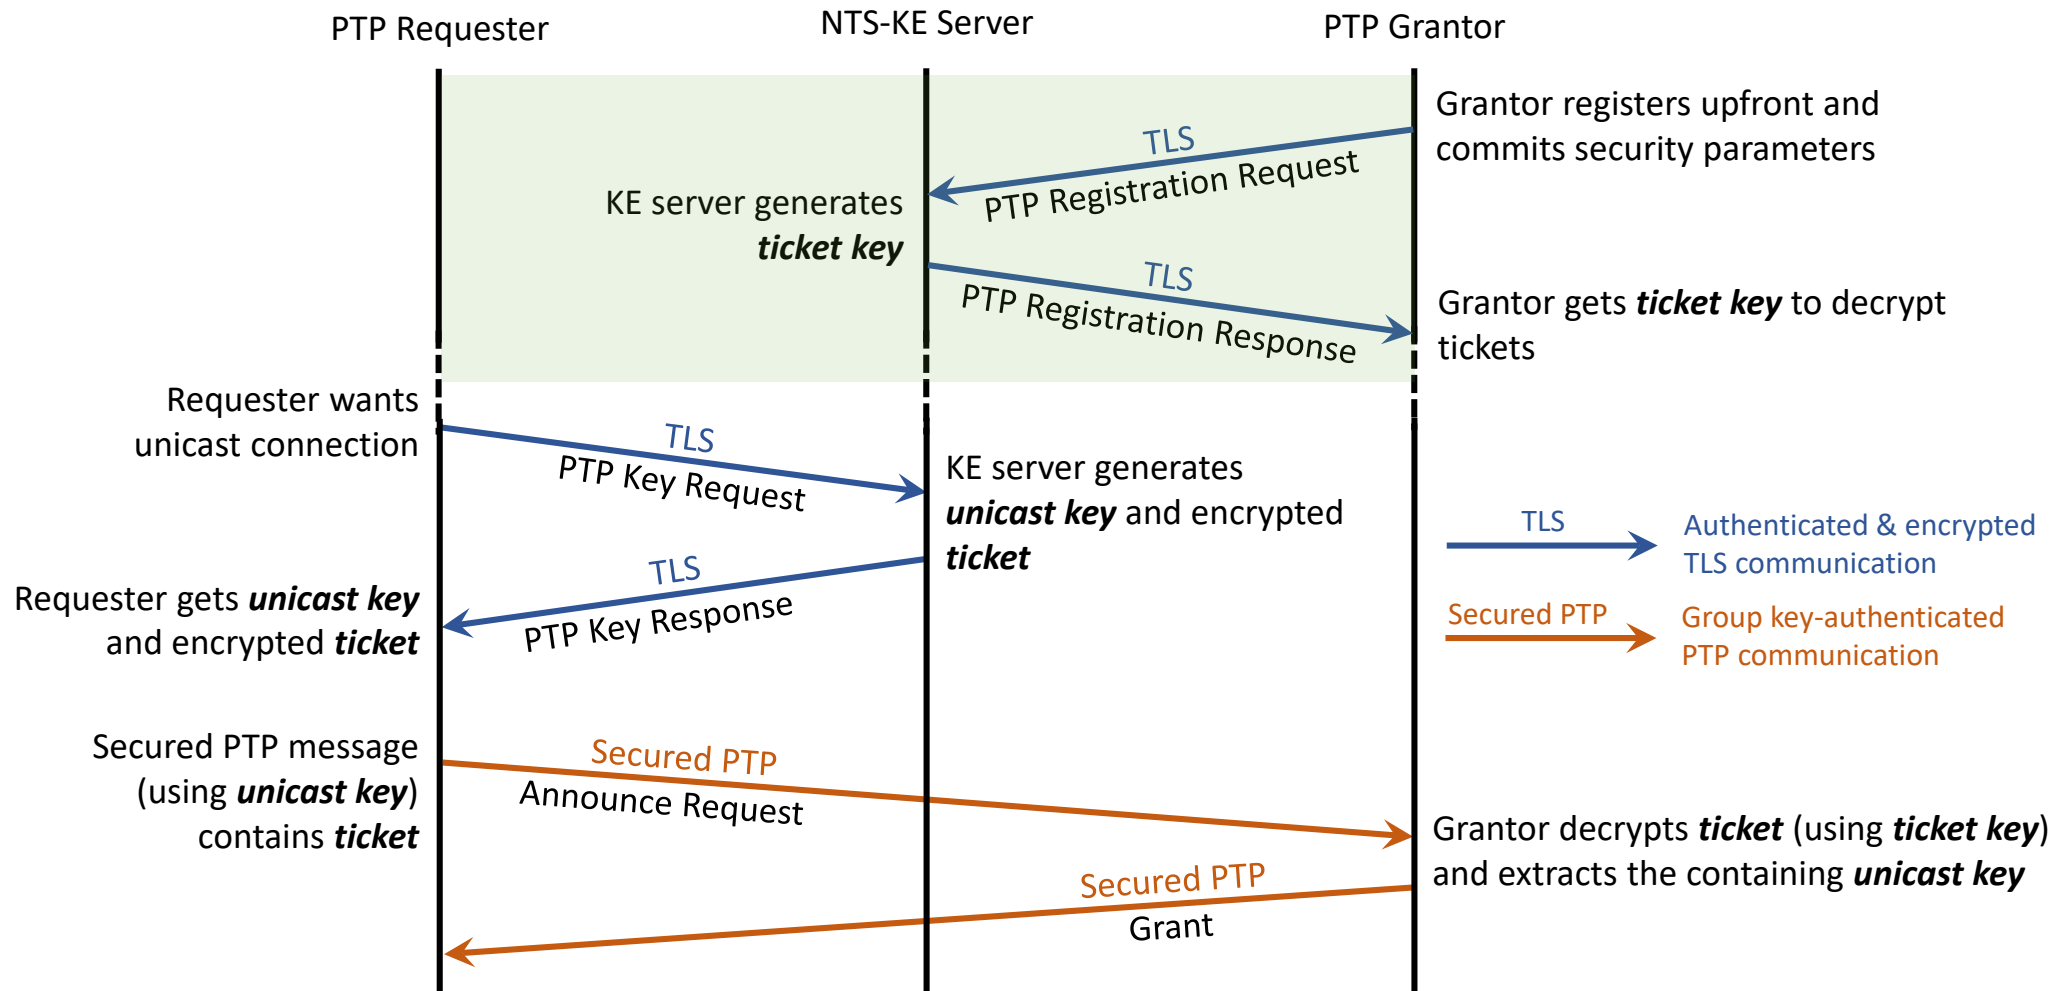 PTP Requester
NTS-KE Server
PTP Grantor
Grantor registers upfront and
commits security parameters
TLS
PTP Registration Request
KE server generates
ticket key
TLS
PTP Registration Response
Grantor gets ticket key to decrypt
tickets
Requester wants
unicast connection
TLS
PTP Key Request
KE server generates
unicast key and encrypted
ticket
TLS
PTP Key Response
Requester gets unicast key
and encrypted ticket
TLS
Authenticated & encrypted
TLS communication
Secured PTP
Group key-authenticated
PTP communication
Secured PTP message
(using unicast key)
contains ticket
Secured PTP
Announce Request
Grantor decrypts ticket (using ticket key)
and extracts the containing unicast key
Secured PTP
Grant